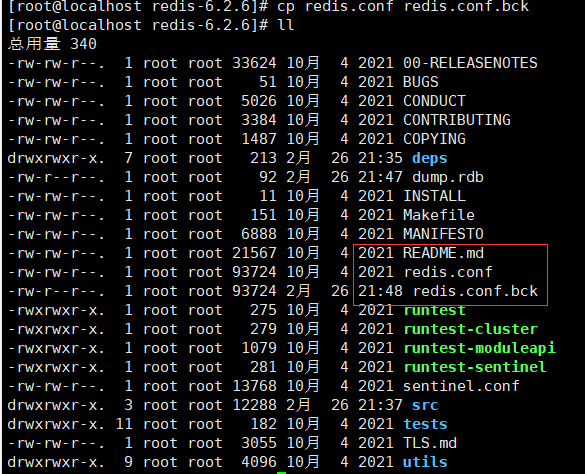 [root@localhost redis-6.2.6]# cp redis.conf redis.conf.bck
[root@localhost redis-6.2.6]# ll
总用量 340
-rw-rw-r--.  1 root root 33624 10月  4 2021 00-RELEASENOTES
-rw-rw-r--.  1 root root    51 10月  4 2021 BUGS
-rw-rw-r--.  1 root root  5026 10月  4 2021 CONDUCT
-rw-rw-r--.  1 root root  3384 10月  4 2021 CONTRIBUTING
-rw-rw-r--.  1 root root  1487 10月  4 2021 COPYING
drwxrwxr-x.  7 root root   213 2月  26 21:35 deps
-rw-r--r--.  1 root root    92 2月  26 21:47 dump.rdb
-rw-rw-r--.  1 root root    11 10月  4 2021 INSTALL
-rw-rw-r--.  1 root root   151 10月  4 2021 Makefile
-rw-rw-r--.  1 root root  6888 10月  4 2021 MANIFESTO
-rw-rw-r--.  1 root root 21567 10月  4 2021 README.md
-rw-rw-r--.  1 root root 93724 10月  4 2021 redis.conf
-rw-r--r--.  1 root root 93724 2月  26 21:48 redis.conf.bck
-rwxrwxr-x.  1 root root   275 10月  4 2021 runtest
-rwxrwxr-x.  1 root root   279 10月  4 2021 runtest-cluster
-rwxrwxr-x.  1 root root  1079 10月  4 2021 runtest-moduleapi
-rwxrwxr-x.  1 root root   281 10月  4 2021 runtest-sentinel
-rw-rw-r--.  1 root root 13768 10月  4 2021 sentinel.conf
drwxrwxr-x.  3 root root 12288 2月  26 21:37 src
drwxrwxr-x. 11 root root   182 10月  4 2021 tests
-rw-rw-r--.  1 root root  3055 10月  4 2021 TLS.md
drwxrwxr-x.  9 root root  4096 10月  4 2021 utils